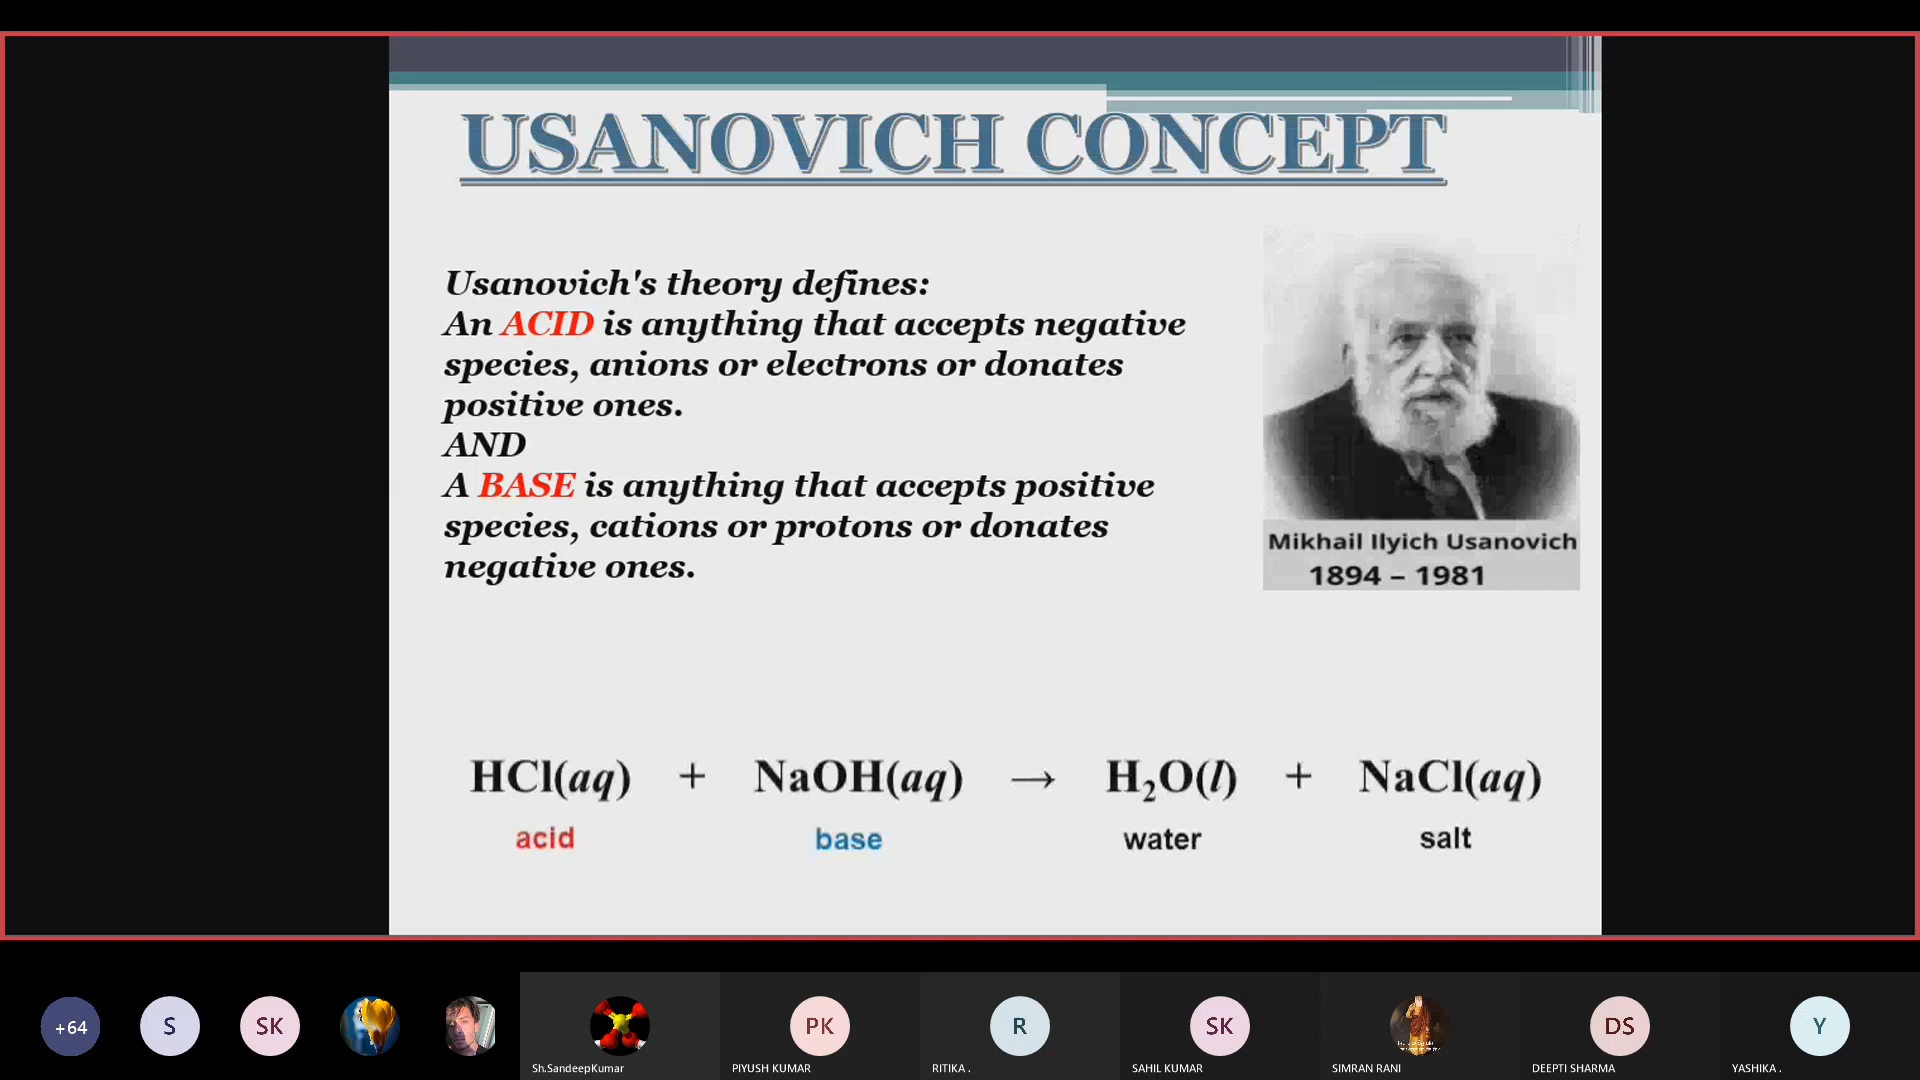 USANOVICH CONCEPT
Usanovich's theory defines:
An ACID is anything that accepts negative
species, anions or electrons or donates
positive ones.
AND
A BASE is anything that accepts positive
species, cations or protons or donates
negative ones.
Mikhail Ilyich Usanovich
1894 – 1981
HCl(aq) + NaOH(aq) → H₂O(l) + NaCl(aq)
acid base water salt
+64 S SK PK R SK DS Y
Sh.SandeepKumar PIYUSH KUMAR RITIKA . SAHIL KUMAR SIMRAN RANI DEEPTI SHARMA YASHIKA .